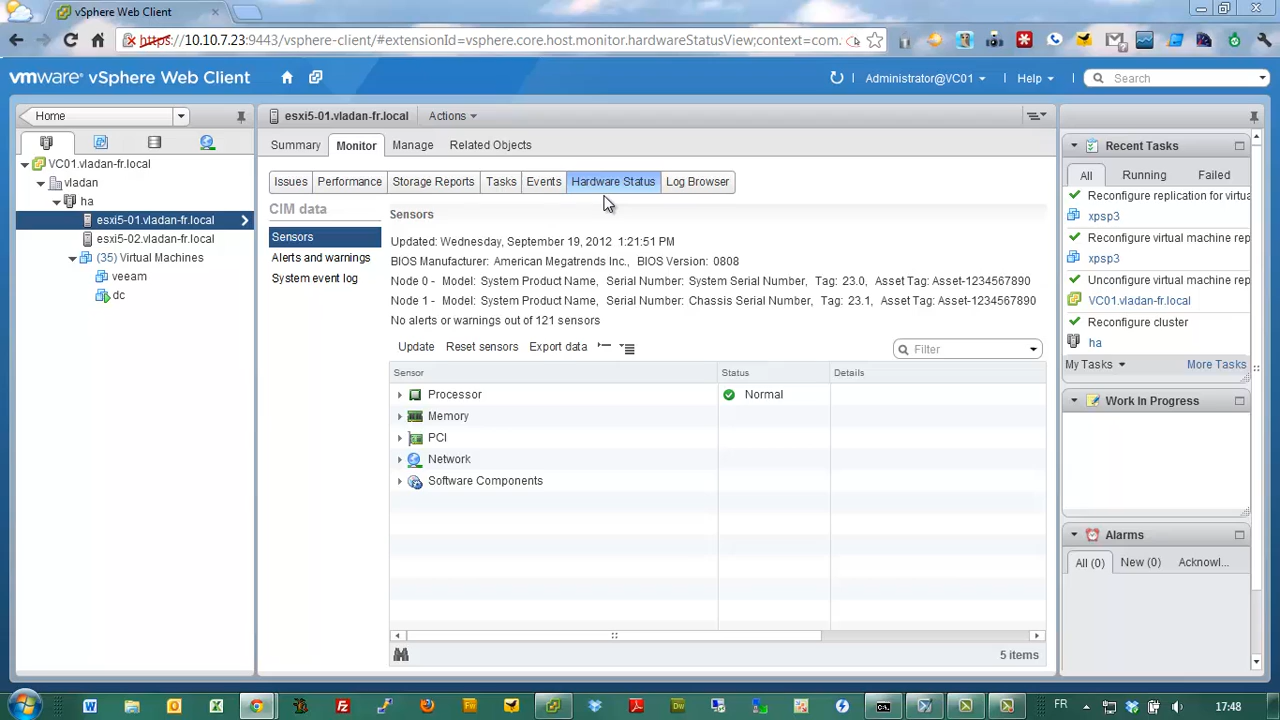 vSphere Web Client
https://10.10.7.23:9443/vsphere-client/#extensionId=vsphere.core.host.monitor.hardwareStatusView;context=com.
vmware vSphere Web Client
Administrator@VC01
Help
Search
Home
esxi5-01.vladan-fr.local
Actions
Summary
Monitor
Manage
Related Objects
Issues
Performance
Storage Reports
Tasks
Events
Hardware Status
Log Browser
VC01.vladan-fr.local
vladan
ha
esxi5-01.vladan-fr.local
esxi5-02.vladan-fr.local
(35) Virtual Machines
veeam
dc
CIM data
Sensors
Alerts and warnings
System event log
Sensors
Updated: Wednesday, September 19, 2012 1:21:51 PM
BIOS Manufacturer: American Megatrends Inc., BIOS Version: 0808
Node 0 - Model: System Product Name, Serial Number: System Serial Number, Tag: 23.0, Asset Tag: Asset-1234567890
Node 1 - Model: System Product Name, Serial Number: Chassis Serial Number, Tag: 23.1, Asset Tag: Asset-1234567890
No alerts or warnings out of 121 sensors
Update
Reset sensors
Export data
Filter
Sensor
Status
Details
Processor
Normal
Memory
PCI
Network
Software Components
5 items
Recent Tasks
All
Running
Failed
Reconfigure replication for virtua
xpsp3
Reconfigure virtual machine rep
xpsp3
Unconfigure virtual machine rep
VC01.vladan-fr.local
Reconfigure cluster
ha
My Tasks
More Tasks
Work In Progress
Alarms
All (0)
New (0)
Acknowl...
FR
17:48